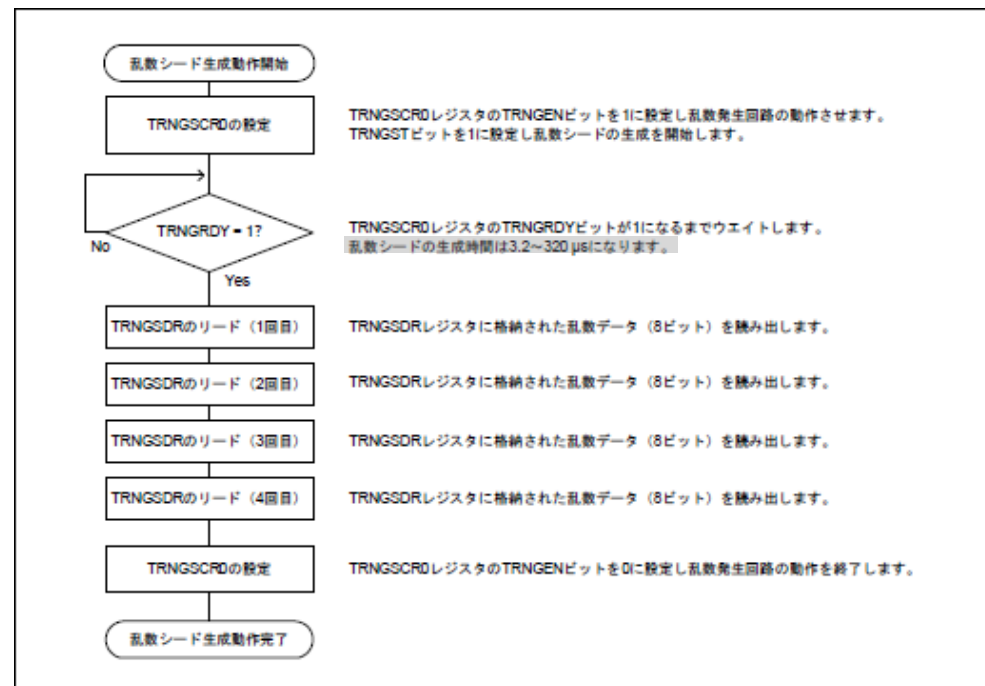 乱数シード生成動作開始
TRNGSCR0の設定
TRNGSCR0レジスタのTRNGENビットを1に設定し乱数発生回路の動作させます。
TRNGSTビットを1に設定し乱数シードの生成を開始します。
TRNGRDY = 1?
No
Yes
TRNGSCR0レジスタのTRNGRDYビットが1になるまでウエイトします。
乱数シードの生成時間は3.2～320 µsになります。
TRNGSDRのリード（1回目）
TRNGSDRレジスタに格納された乱数データ（8ビット）を読み出します。
TRNGSDRのリード（2回目）
TRNGSDRレジスタに格納された乱数データ（8ビット）を読み出します。
TRNGSDRのリード（3回目）
TRNGSDRレジスタに格納された乱数データ（8ビット）を読み出します。
TRNGSDRのリード（4回目）
TRNGSDRレジスタに格納された乱数データ（8ビット）を読み出します。
TRNGSCR0の設定
TRNGSCR0レジスタのTRNGENビットを0に設定し乱数発生回路の動作を終了します。
乱数シード生成動作完了